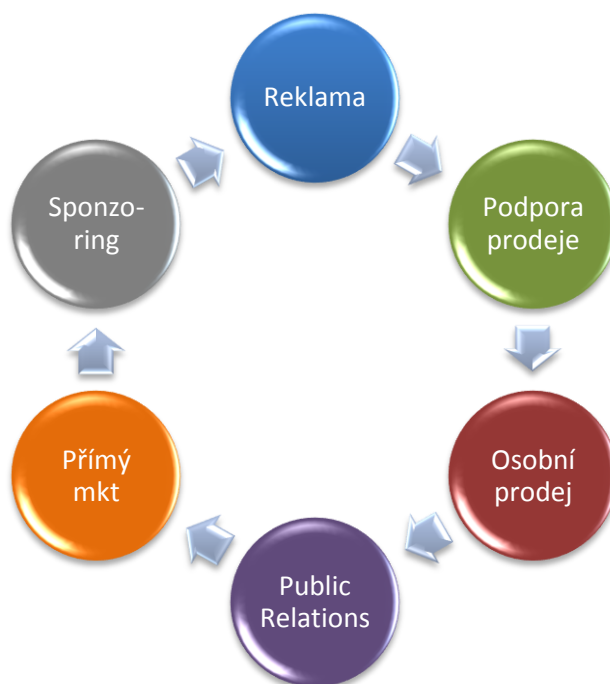 Reklama
Podpora
prodeje
Osobní
prodej
Public
Relations
Přímý
mkt
Sponzo-
ring